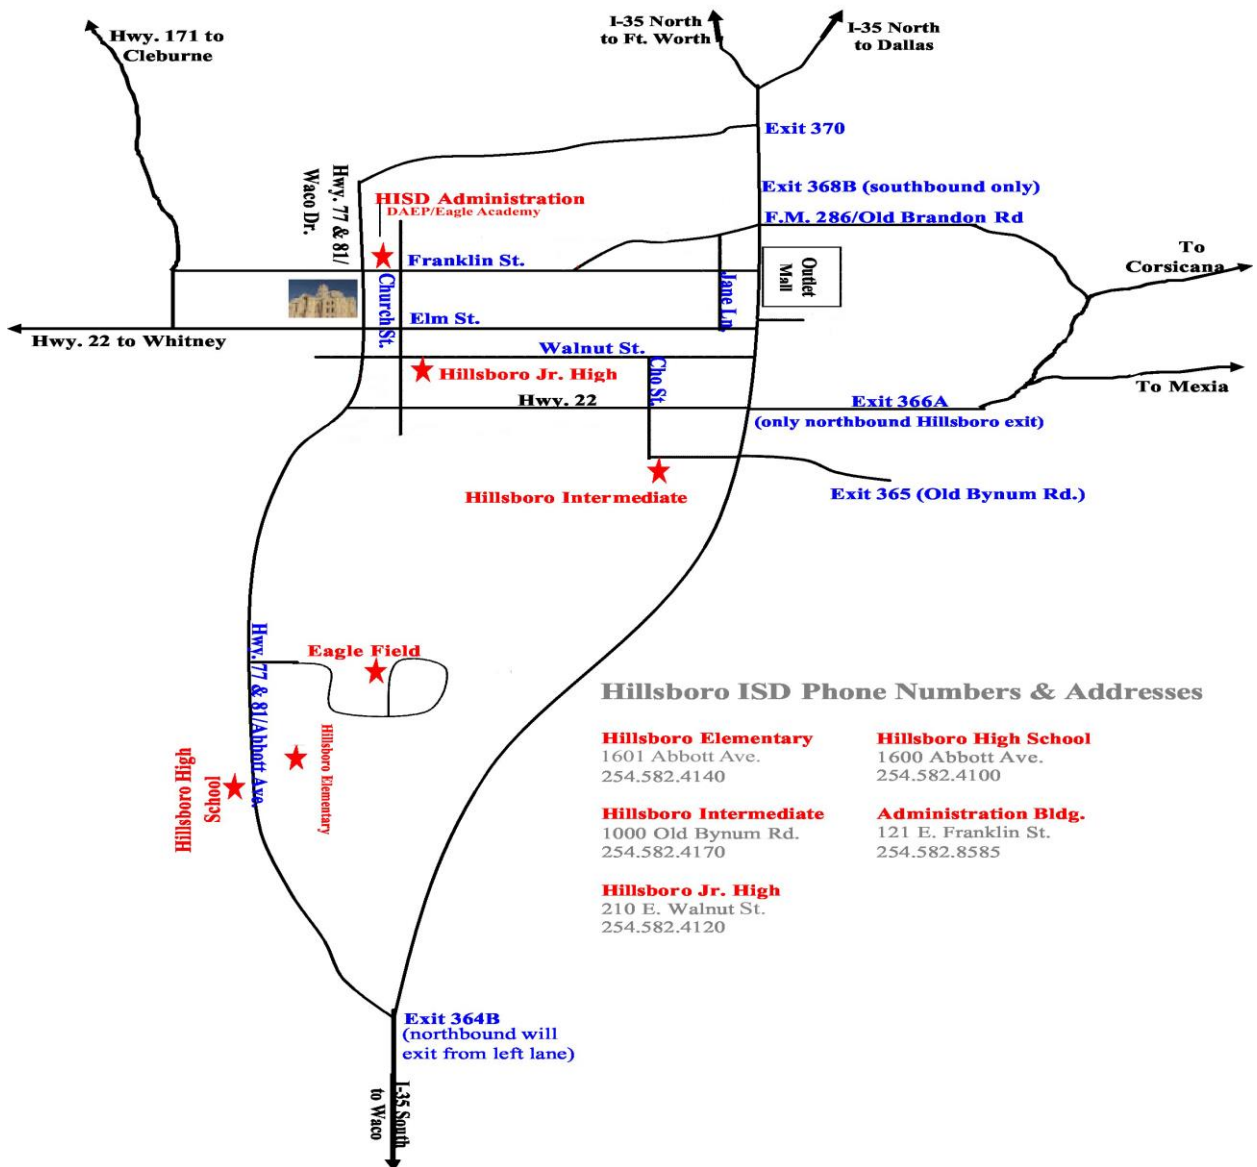 Hwy. 171 to
Cleburne
I-35 North
to Ft. Worth
I-35 North
to Dallas
Exit 370
Hwy. 77 & 81/
Waco Dr.
HISD Administration
DAEP/Eagle Academy
Exit 368B (southbound only)
F.M. 286/Old Brandon Rd
To
Corsicana
Franklin St.
Outlet
Mall
Church St.
Jane Ln.
Elm St.
Hwy. 22 to Whitney
Walnut St.
Hillsboro Jr. High
Cho St.
To Mexia
Hwy. 22
Exit 366A
(only northbound Hillsboro exit)
Hillsboro Intermediate
Exit 365 (Old Bynum Rd.)
Eagle Field
Hwy. 77 & 81/Abbott Ave.
Hillsboro Elementary
Hillsboro High
School
Hillsboro ISD Phone Numbers & Addresses
Hillsboro Elementary
1601 Abbott Ave.
254.582.4140
Hillsboro High School
1600 Abbott Ave.
254.582.4100
Hillsboro Intermediate
1000 Old Bynum Rd.
254.582.4170
Administration Bldg.
121 E. Franklin St.
254.582.8585
Hillsboro Jr. High
210 E. Walnut St.
254.582.4120
Exit 364B
(northbound will
exit from left lane)
I-35 South
to Waco